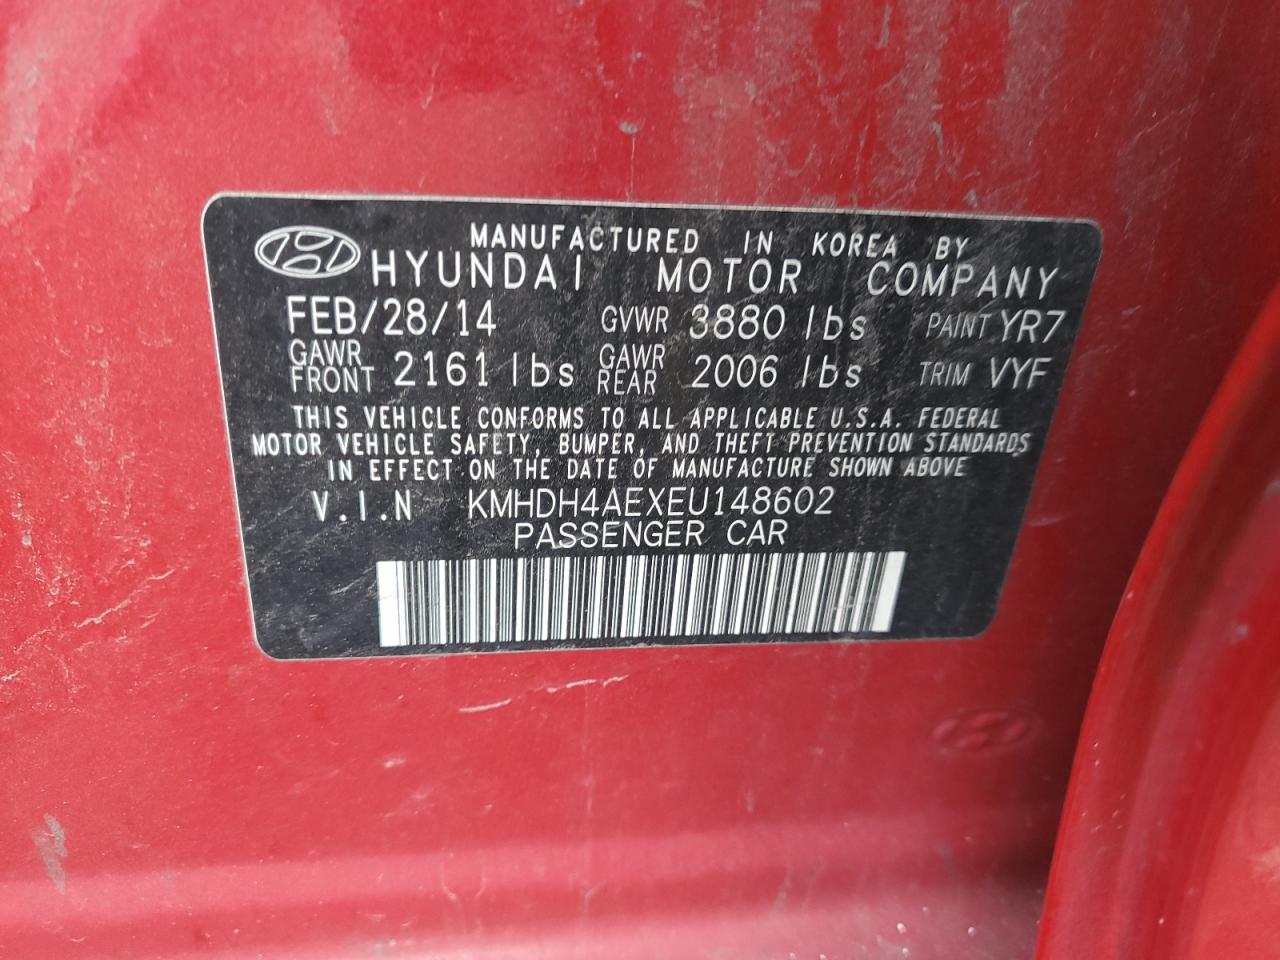 MANUFACTURED IN KOREA BY
HYUNDAI MOTOR COMPANY
FEB/28/14 GVWR 3880 lbs PAINT YR7
GAWR FRONT 2161 lbs GAWR REAR 2006 lbs TRIM VYF
THIS VEHICLE CONFORMS TO ALL APPLICABLE U.S.A. FEDERAL
MOTOR VEHICLE SAFETY, BUMPER, AND THEFT PREVENTION STANDARDS
IN EFFECT ON THE DATE OF MANUFACTURE SHOWN ABOVE
V.I.N KMHDH4AEXEU148602
PASSENGER CAR